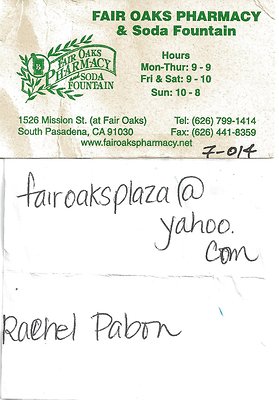 FAIR OAKS PHARMACY
& Soda Fountain
FAIR OAKS
PHARMACY
AND SODA
FOUNTAIN
Hours
Mon-Thur: 9 - 9
Fri & Sat: 9 - 10
Sun: 10 - 8
1526 Mission St. (at Fair Oaks)
South Pasadena, CA 91030
Tel: (626) 799-1414
Fax: (626) 441-8359
www.fairoakspharmacy.net
7-014
fairoaksplaza@
yahoo.
com
Rachel Pabon